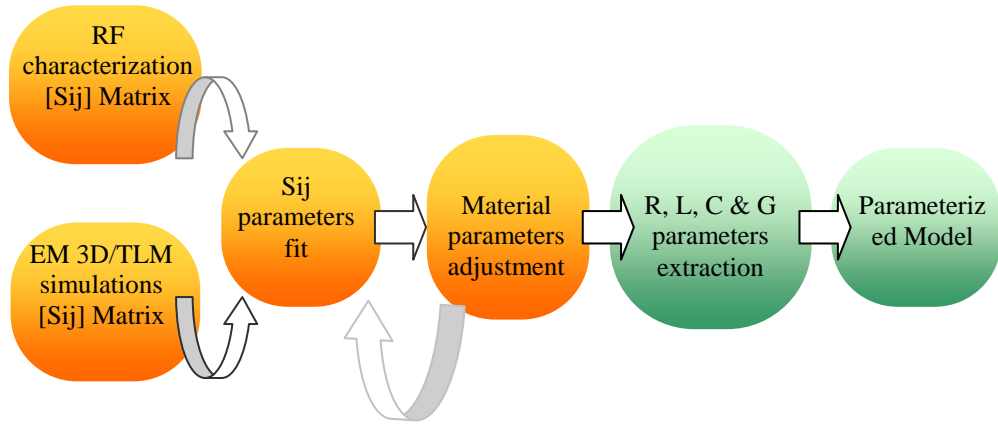 RF
characterization
[Sij] Matrix
EM 3D/TLM
simulations
[Sij] Matrix
Sij
parameters
fit
Material
parameters
adjustment
R, L, C & G
parameters
extraction
Parameteriz
ed Model